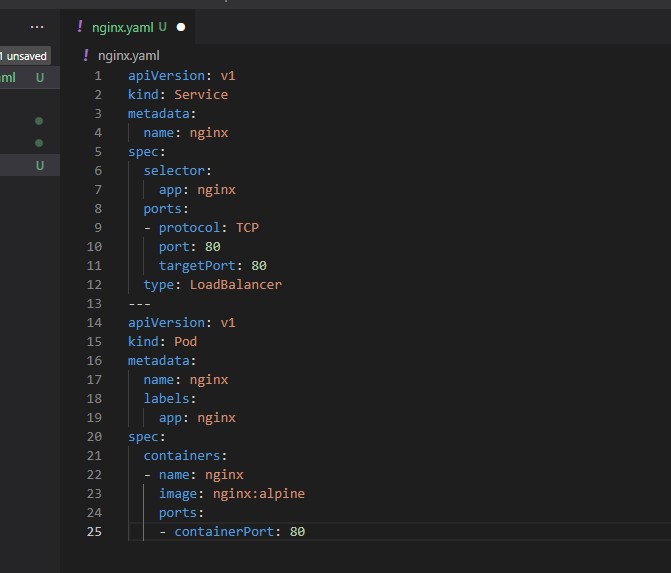 ...
! nginx.yaml U ●
1 unsaved
! nginx.yaml
ml U
U
1 apiVersion: v1
2 kind: Service
3 metadata:
4   name: nginx
5 spec:
6   selector:
7     app: nginx
8   ports:
9   - protocol: TCP
10     port: 80
11     targetPort: 80
12   type: LoadBalancer
13 ---
14 apiVersion: v1
15 kind: Pod
16 metadata:
17   name: nginx
18   labels:
19     app: nginx
20 spec:
21   containers:
22   - name: nginx
23     image: nginx:alpine
24     ports:
25     - containerPort: 80